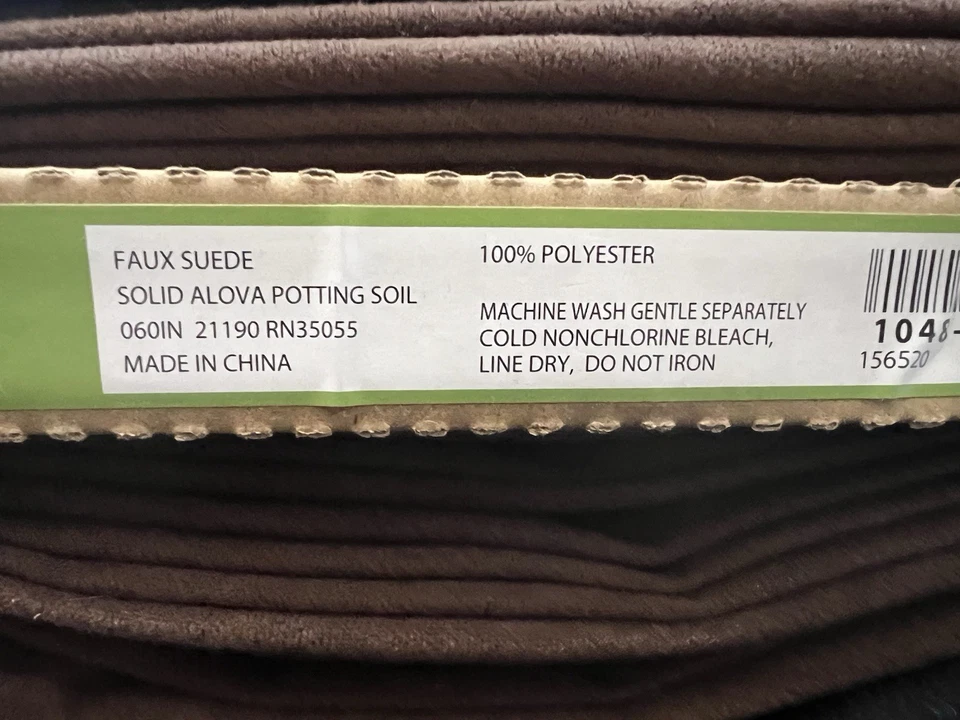 FAUX SUEDE
SOLID ALOVA POTTING SOIL
060IN 21190 RN35055
MADE IN CHINA
100% POLYESTER
MACHINE WASH GENTLE SEPARATELY
COLD NONCHLORINE BLEACH,
LINE DRY, DO NOT IRON
1048-
156520